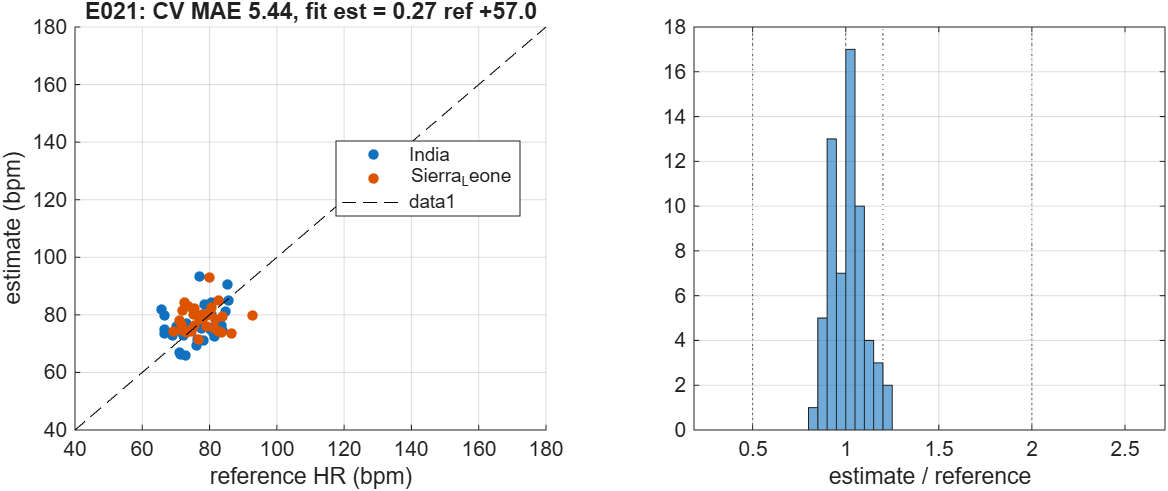 E021: CV MAE 5.44, fit est = 0.27 ref +57.0
180
160
140
120
100
80
60
40
40 60 80 100 120 140 160 180
estimate (bpm)
reference HR (bpm)
India
Sierra_Leone
data1
18
16
14
12
10
8
6
4
2
0
0.5 1 1.5 2 2.5
estimate / reference